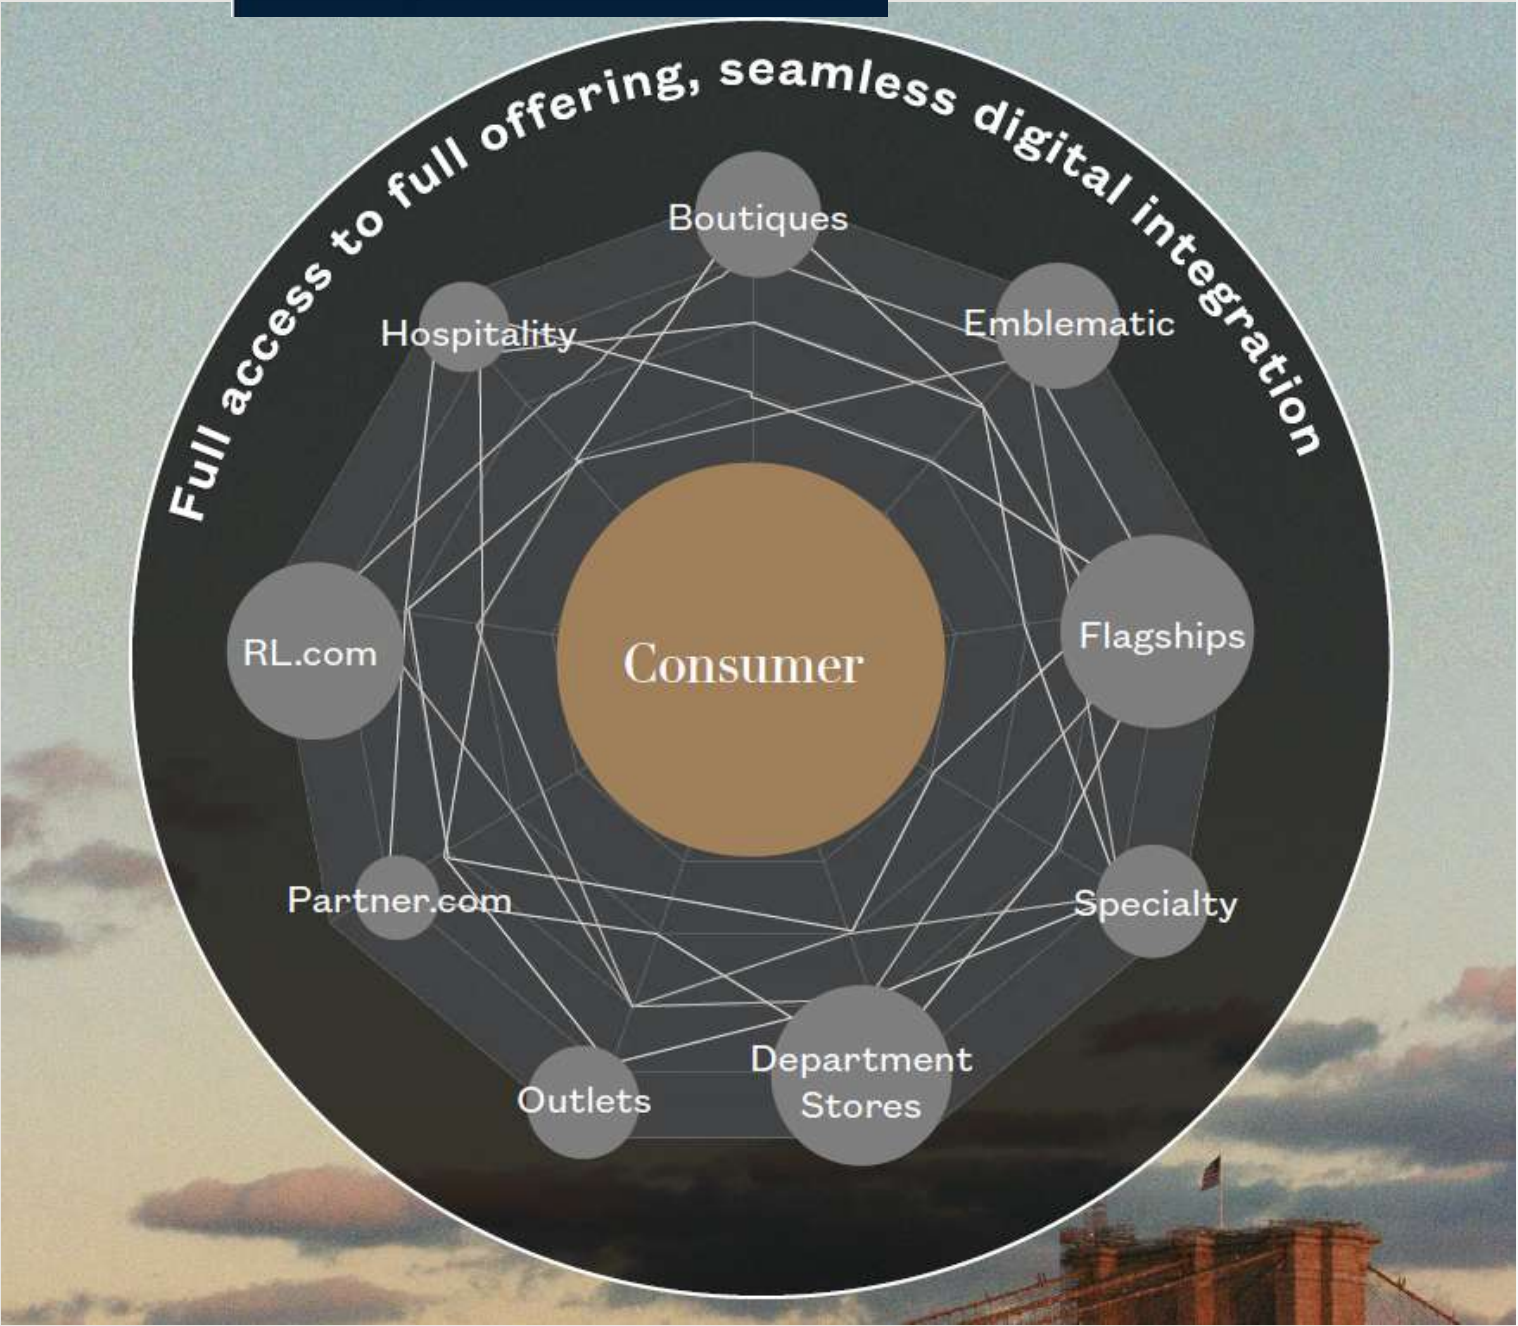 Full access to full offering, seamless digital integration
Boutiques
Hospitality
Emblematic
RL.com
Consumer
Flagships
Partner.com
Specialty
Outlets
Department
Stores